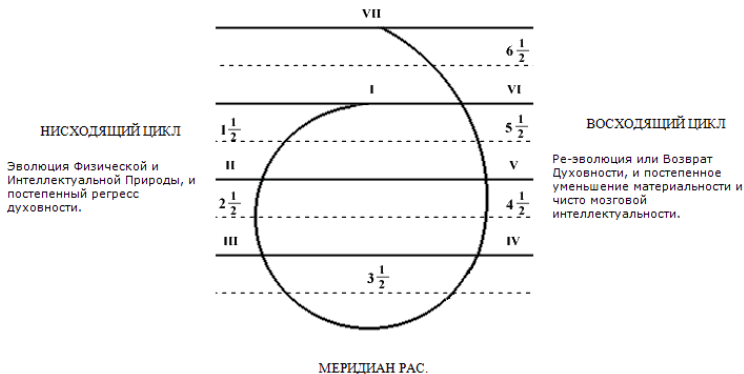 VII
6 1/2
I
VI
НИСХОДЯЩИЙ ЦИКЛ
1 1/2
5 1/2
ВОСХОДЯЩИЙ ЦИКЛ
Эволюция Физической и
Интеллектуальной Природы, и
постепенный регресс
духовности.
II
V
Ре-эволюция или Возврат
Духовности, и постепенное
уменьшение материальности и
чисто мозговой
интеллектуальности.
2 1/2
4 1/2
III
IV
3 1/2
МЕРИДИАН РАС.